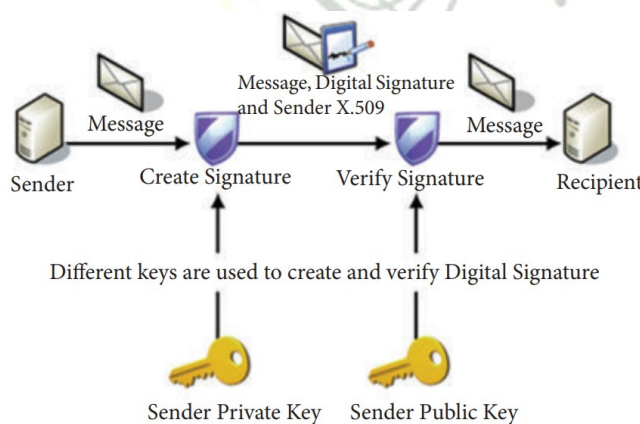 Message, Digital Signature
and Sender X.509
Message
Message
Sender
Create Signature
Verify Signature
Recipient
Different keys are used to create and verify Digital Signature
Sender Private Key
Sender Public Key